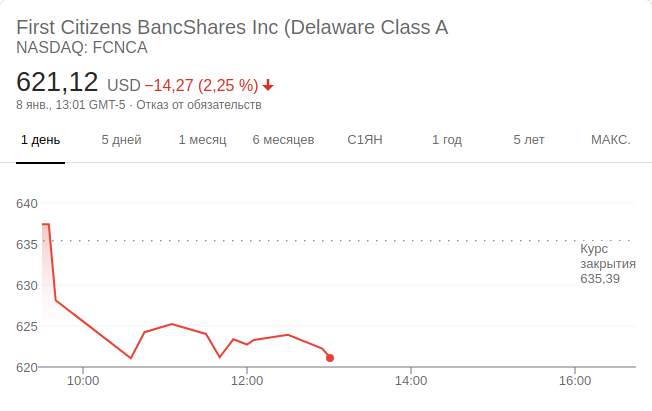 First Citizens BancShares Inc (Delaware Class A
NASDAQ: FCNCA
621,12 USD −14,27 (2,25 %)
8 янв., 13:01 GMT-5 · Отказ от обязательств
1 день 5 дней 1 месяц 6 месяцев С1ЯН 1 год 5 лет МАКС.
640
635
630
625
620
Курс
закрытия
635,39
10:00 12:00 14:00 16:00